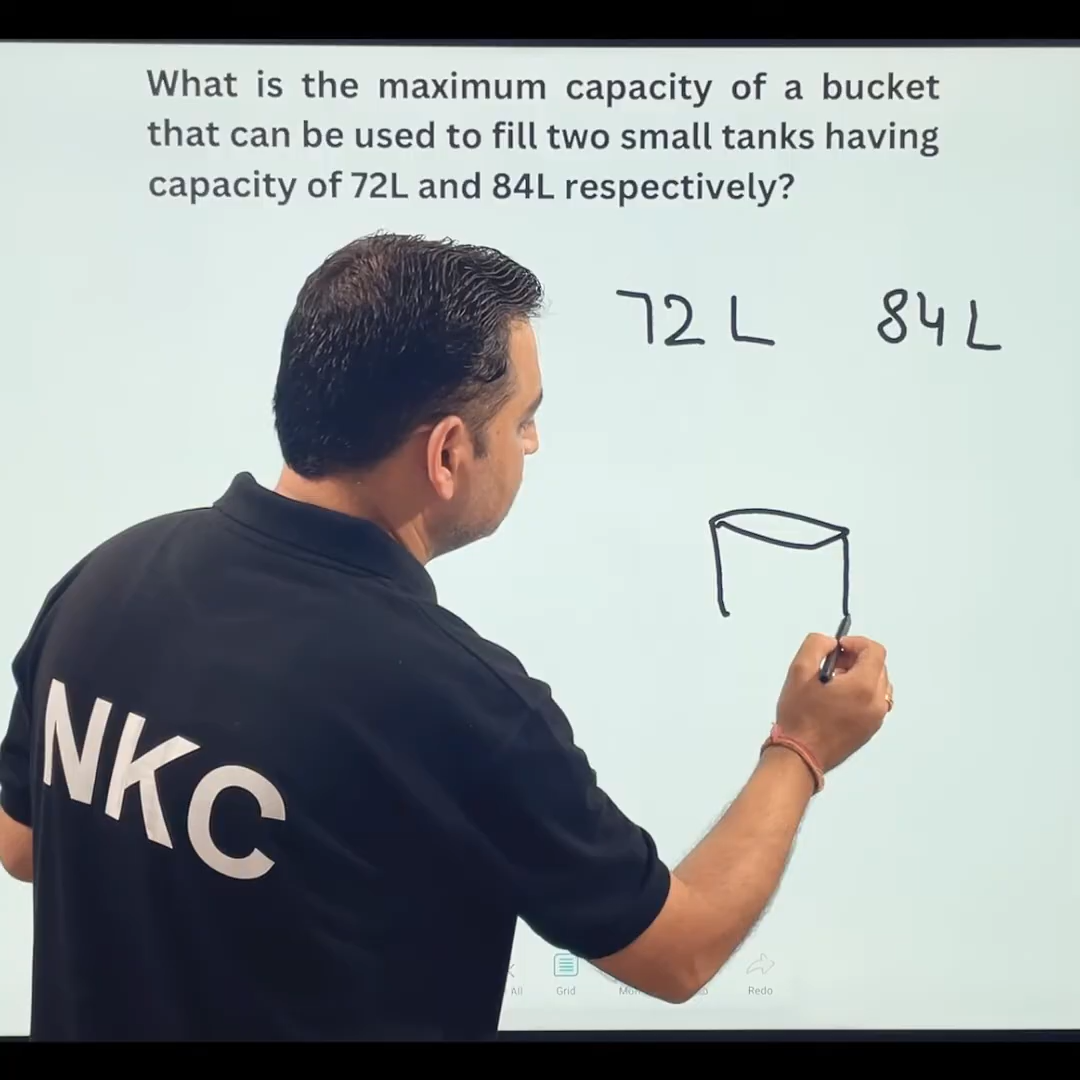 What is the maximum capacity of a bucket
that can be used to fill two small tanks having
capacity of 72L and 84L respectively?
72 L 84 L
NKC
All Grid Redo